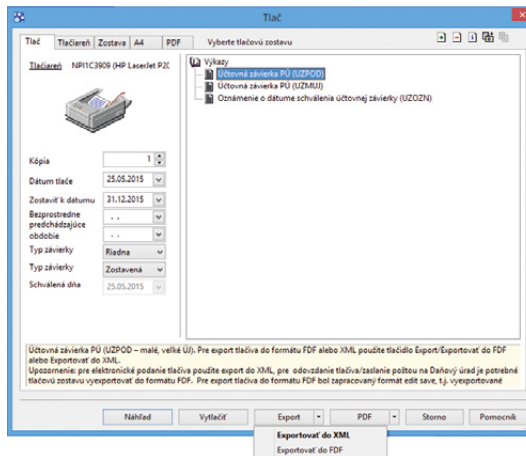 Tlač
Tlač Tlačiareň Zostava A4 PDF Vyberte tlačovú zostavu
Tlačiareň NPI1C3909 (HP LaserJet P20
Výkazy
Účtovná závierka PÚ (UZPOD)
Účtovná závierka PÚ (UZMUJ)
Oznámenie o dátume schválenia účtovnej závierky (UZOZN)
Kópia 1
Dátum tlače 25.05.2015
Zostaviť k dátumu 31.12.2015
Bezprostredne . .
predchádzajúce
obdobie . .
Typ závierky Riadna
Typ závierky Zostavená
Schválená dňa 25.05.2015
Účtovná závierka PÚ (UZPOD – malé, veľké ÚJ). Pre export tlačiva do formátu FDF alebo XML použite tlačidlo Export/Exportovať do FDF
alebo Exportovať do XML.
Upozornenie: pre elektronické podanie tlačiva použite export do XML, pre odovzdanie tlačiva/zaslanie poštou na Daňový úrad je potrebné
tlačovú zostavu vyexportovať do formátu FDF. Pre export tlačiva do formátu FDF bol zapracovaný formát edit save, t.j. vyexportované
Náhľad Vytlačiť Export PDF Storno Pomocník
Exportovať do XML
Exportovať do FDF